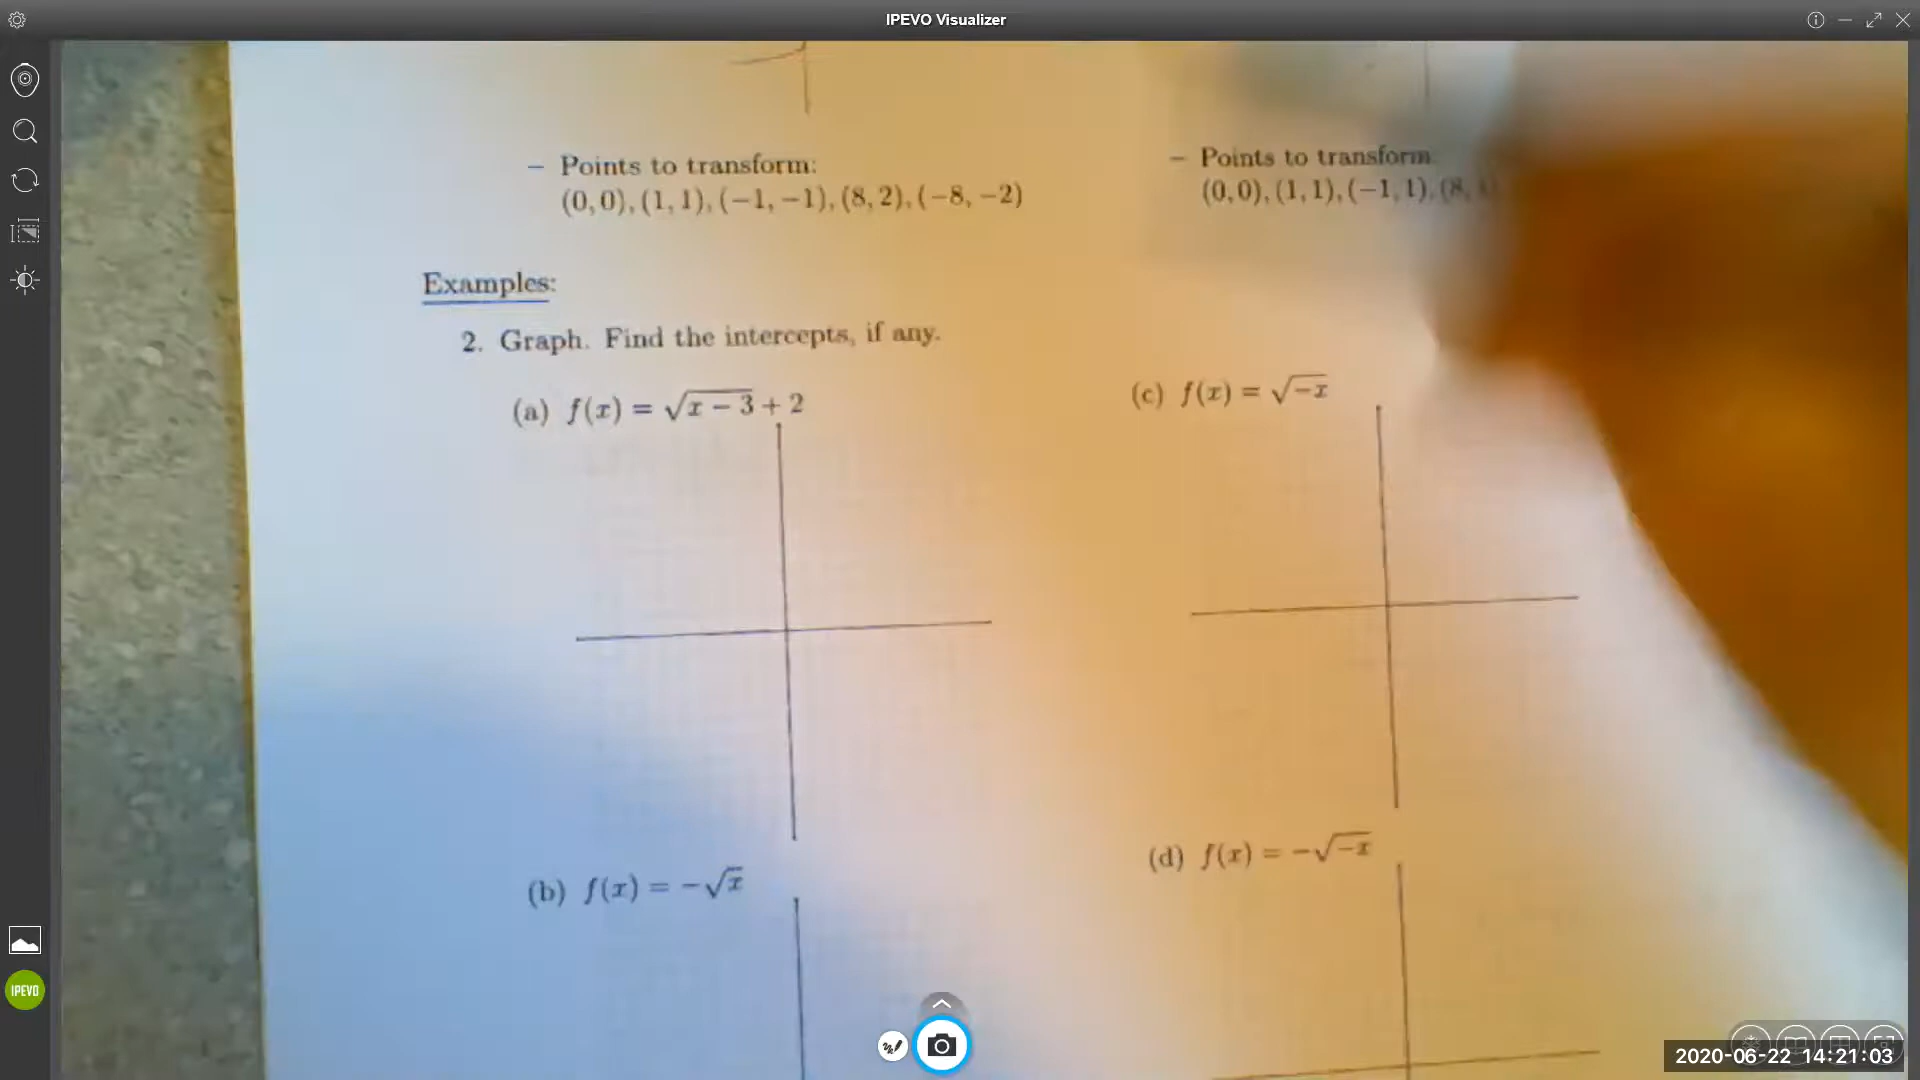 IPEVO Visualizer
– Points to transform:
(0,0), (1,1), (−1,−1), (8,2), (−8,−2)
– Points to transform
(0,0), (1,1), (−1,1), (8,
Examples:
2. Graph. Find the intercepts, if any.
(a) f(x) = √(x − 3) + 2
(c) f(x) = √−x
(b) f(x) = −√x
(d) f(x) = −√−x
IPEVO
2020-06-22 14:21:03